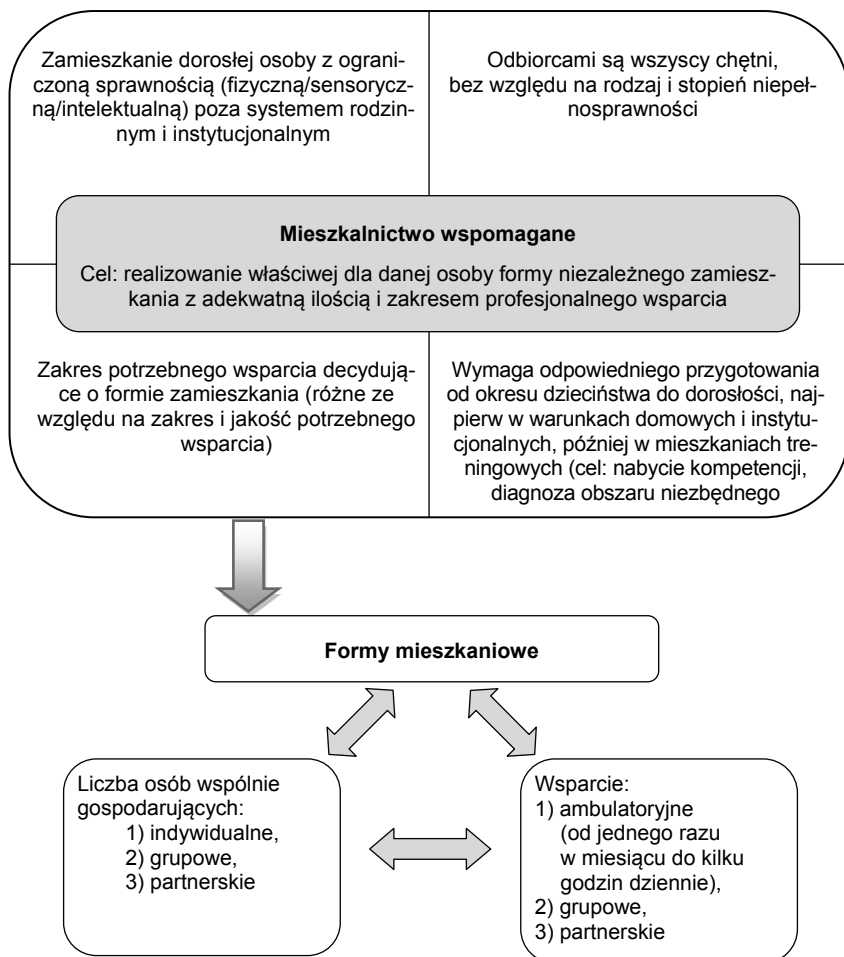 Zamieszkanie dorosłej osoby z ograni-
czoną sprawnością (fizyczną/sensorycz-
ną/intelektualną) poza systemem rodzin-
nym i instytucjonalnym
Odbiorcami są wszyscy chętni,
bez względu na rodzaj i stopień niepeł-
nosprawności
Mieszkalnictwo wspomagane
Cel: realizowanie właściwej dla danej osoby formy niezależnego zamiesz-
kania z adekwatną ilością i zakresem profesjonalnego wsparcia
Zakres potrzebnego wsparcia decydują-
ce o formie zamieszkania (różne ze
względu na zakres i jakość potrzebnego
wsparcia)
Wymaga odpowiedniego przygotowania
od okresu dzieciństwa do dorosłości, naj-
pierw w warunkach domowych i instytu-
cjonalnych, później w mieszkaniach tre-
ningowych (cel: nabycie kompetencji,
diagnoza obszaru niezbędnego
Formy mieszkaniowe
Liczba osób wspólnie
gospodarujących:
1) indywidualne,
2) grupowe,
3) partnerskie
Wsparcie:
1) ambulatoryjne
(od jednego razu
w miesiącu do kilku
godzin dziennie),
2) grupowe,
3) partnerskie